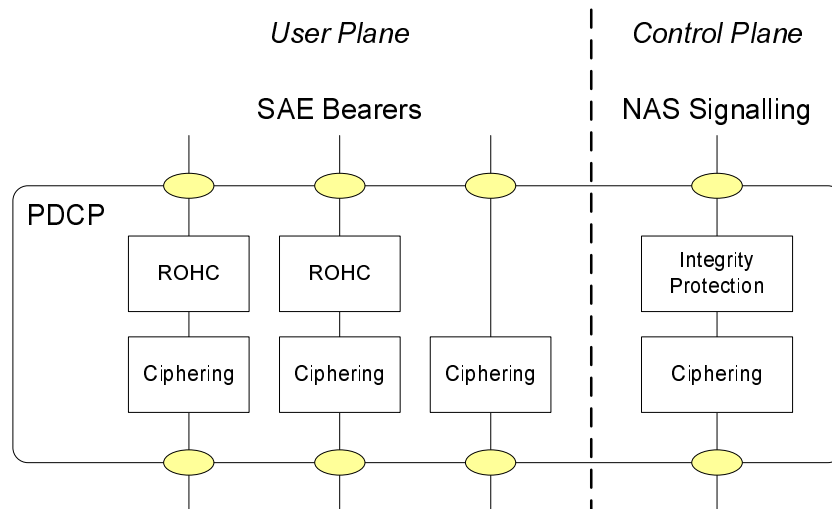 User Plane
Control Plane
SAE Bearers
NAS Signalling
PDCP
ROHC
ROHC
Integrity
Protection
Ciphering
Ciphering
Ciphering
Ciphering